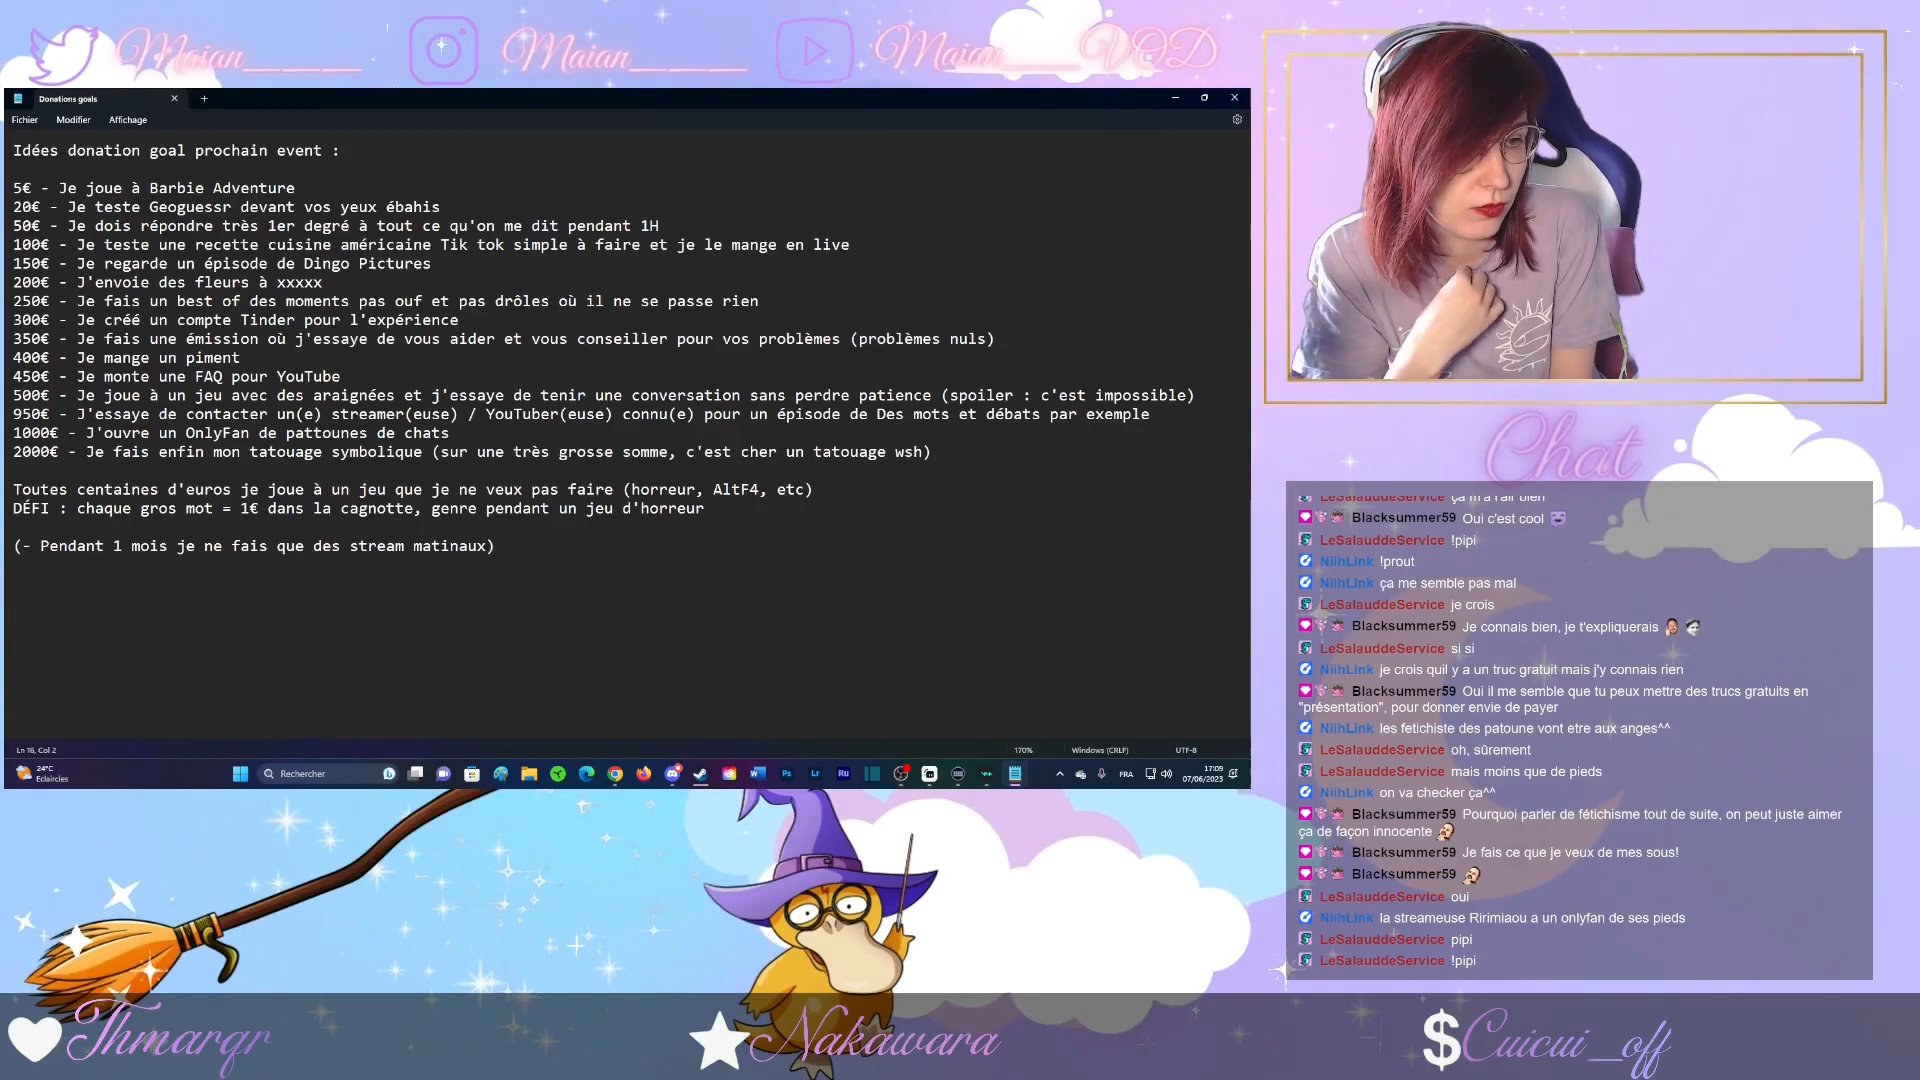 Maian____
Maian____
Maian____VOD
Donations goals
Fichier Modifier Affichage
Idées donation goal prochain event :
5€ - Je joue à Barbie Adventure
20€ - Je teste Geoguessr devant vos yeux ébahis
50€ - Je dois répondre très 1er degré à tout ce qu'on me dit pendant 1H
100€ - Je teste une recette cuisine américaine Tik tok simple à faire et je le mange en live
150€ - Je regarde un épisode de Dingo Pictures
200€ - J'envoie des fleurs à xxxxx
250€ - Je fais un best of des moments pas ouf et pas drôles où il ne se passe rien
300€ - Je créé un compte Tinder pour l'expérience
350€ - Je fais une émission où j'essaye de vous aider et vous conseiller pour vos problèmes (problèmes nuls)
400€ - Je mange un piment
450€ - Je monte une FAQ pour YouTube
500€ - Je joue à un jeu avec des araignées et j'essaye de tenir une conversation sans perdre patience (spoiler : c'est impossible)
950€ - J'essaye de contacter un(e) streamer(euse) / YouTuber(euse) connu(e) pour un épisode de Des mots et débats par exemple
1000€ - J'ouvre un OnlyFan de pattounes de chats
2000€ - Je fais enfin mon tatouage symbolique (sur une très grosse somme, c'est cher un tatouage wsh)
Toutes centaines d'euros je joue à un jeu que je ne veux pas faire (horreur, AltF4, etc)
DÉFI : chaque gros mot = 1€ dans la cagnotte, genre pendant un jeu d'horreur
(- Pendant 1 mois je ne fais que des stream matinaux)
Ln 16, Col 2
170%
Windows (CRLF)
UTF-8
24°C
Eclaircies
Rechercher
FRA
17:09
07/06/2023
Chat
LeSalauddeService ça m'a l'air bien
Blacksummer59 Oui c'est cool
LeSalauddeService !pipi
NiihLink !prout
NiihLink ça me semble pas mal
LeSalauddeService je crois
Blacksummer59 Je connais bien, je t'expliquerais
LeSalauddeService si si
NiihLink je crois quil y a un truc gratuit mais j'y connais rien
Blacksummer59 Oui il me semble que tu peux mettre des trucs gratuits en
"présentation", pour donner envie de payer
NiihLink les fetichiste des patoune vont etre aux anges^^
LeSalauddeService oh, sûrement
LeSalauddeService mais moins que de pieds
NiihLink on va checker ça^^
Blacksummer59 Pourquoi parler de fétichisme tout de suite, on peut juste aimer
ça de façon innocente
Blacksummer59 Je fais ce que je veux de mes sous!
Blacksummer59
LeSalauddeService oui
NiihLink la streameuse Ririmiaou a un onlyfan de ses pieds
LeSalauddeService pipi
LeSalauddeService !pipi
Thmarqr
Nakawara
$Cuicui_off